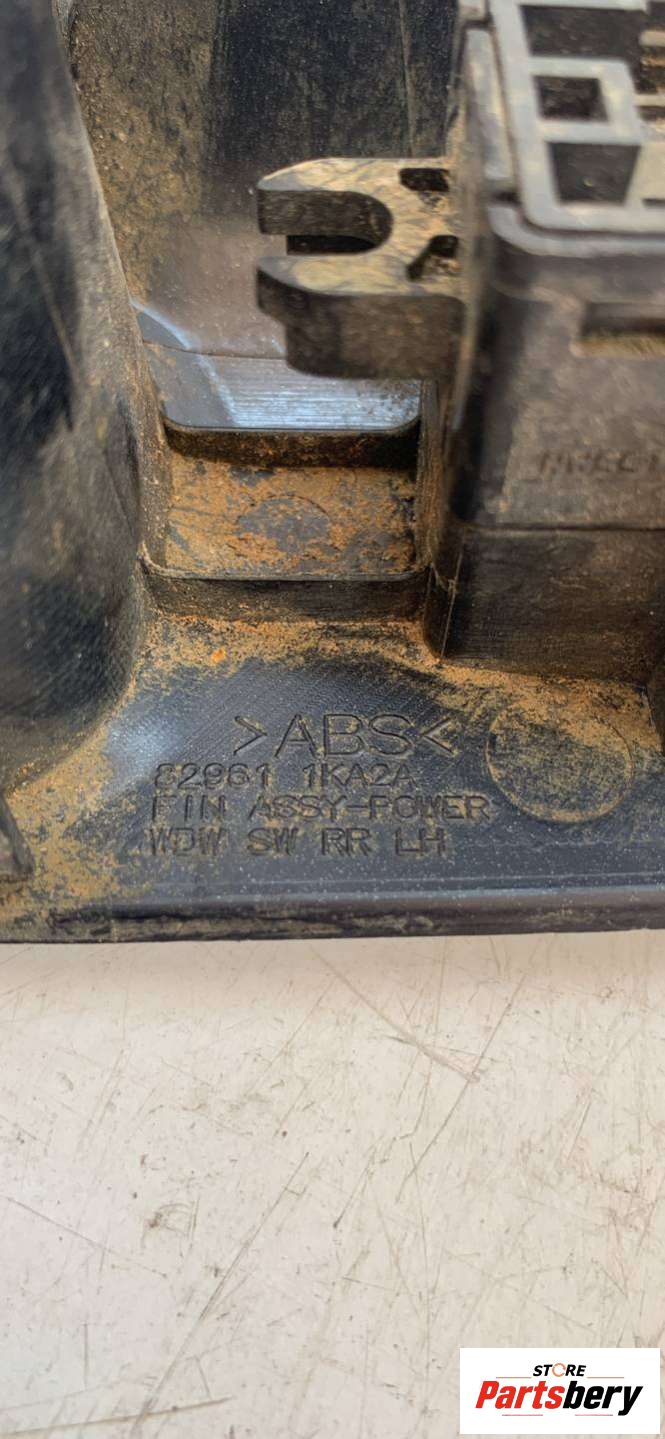 >ABS<
82961 1KA2A
FIN ASSY-POWER
WDW SW RR LH
STORE
Partsbery